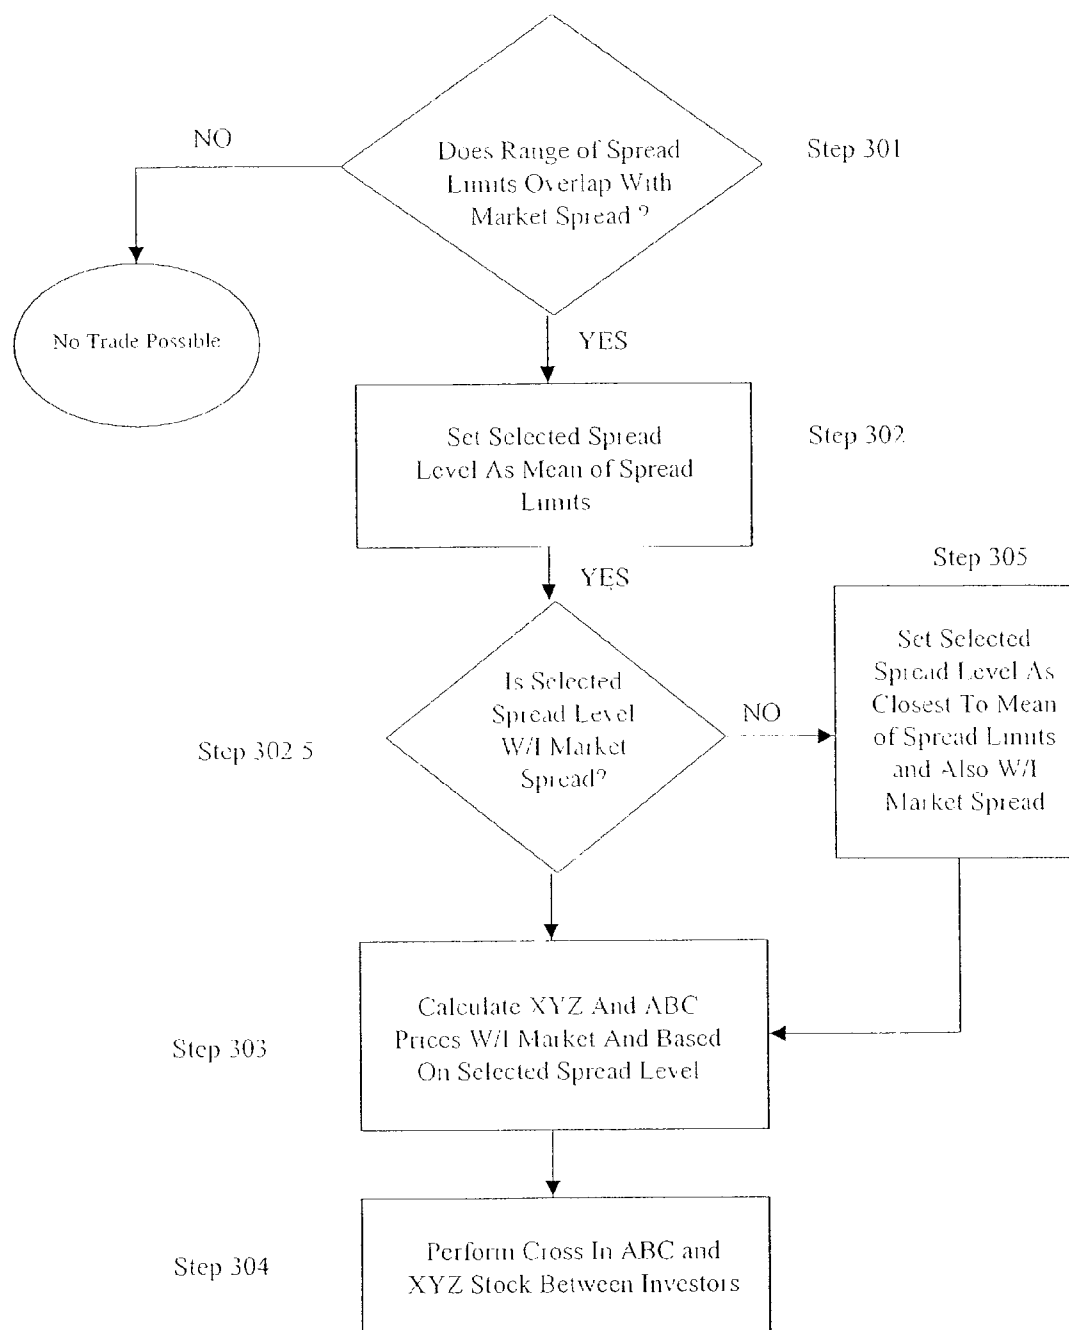 NO
Does Range of Spread
Limits Overlap With
Market Spread ?
Step 301
No Trade Possible
YES
Set Selected Spread
Level As Mean of Spread
Limits
Step 302
YES
Step 305
Set Selected
Spread Level As
Closest To Mean
of Spread Limits
and Also W/I
Market Spread
Is Selected
Spread Level
W/I Market
Spread?
NO
Step 302 5
Calculate XYZ And ABC
Prices W/I Market And Based
On Selected Spread Level
Step 303
Perform Cross In ABC and
XYZ Stock Between Investors
Step 304